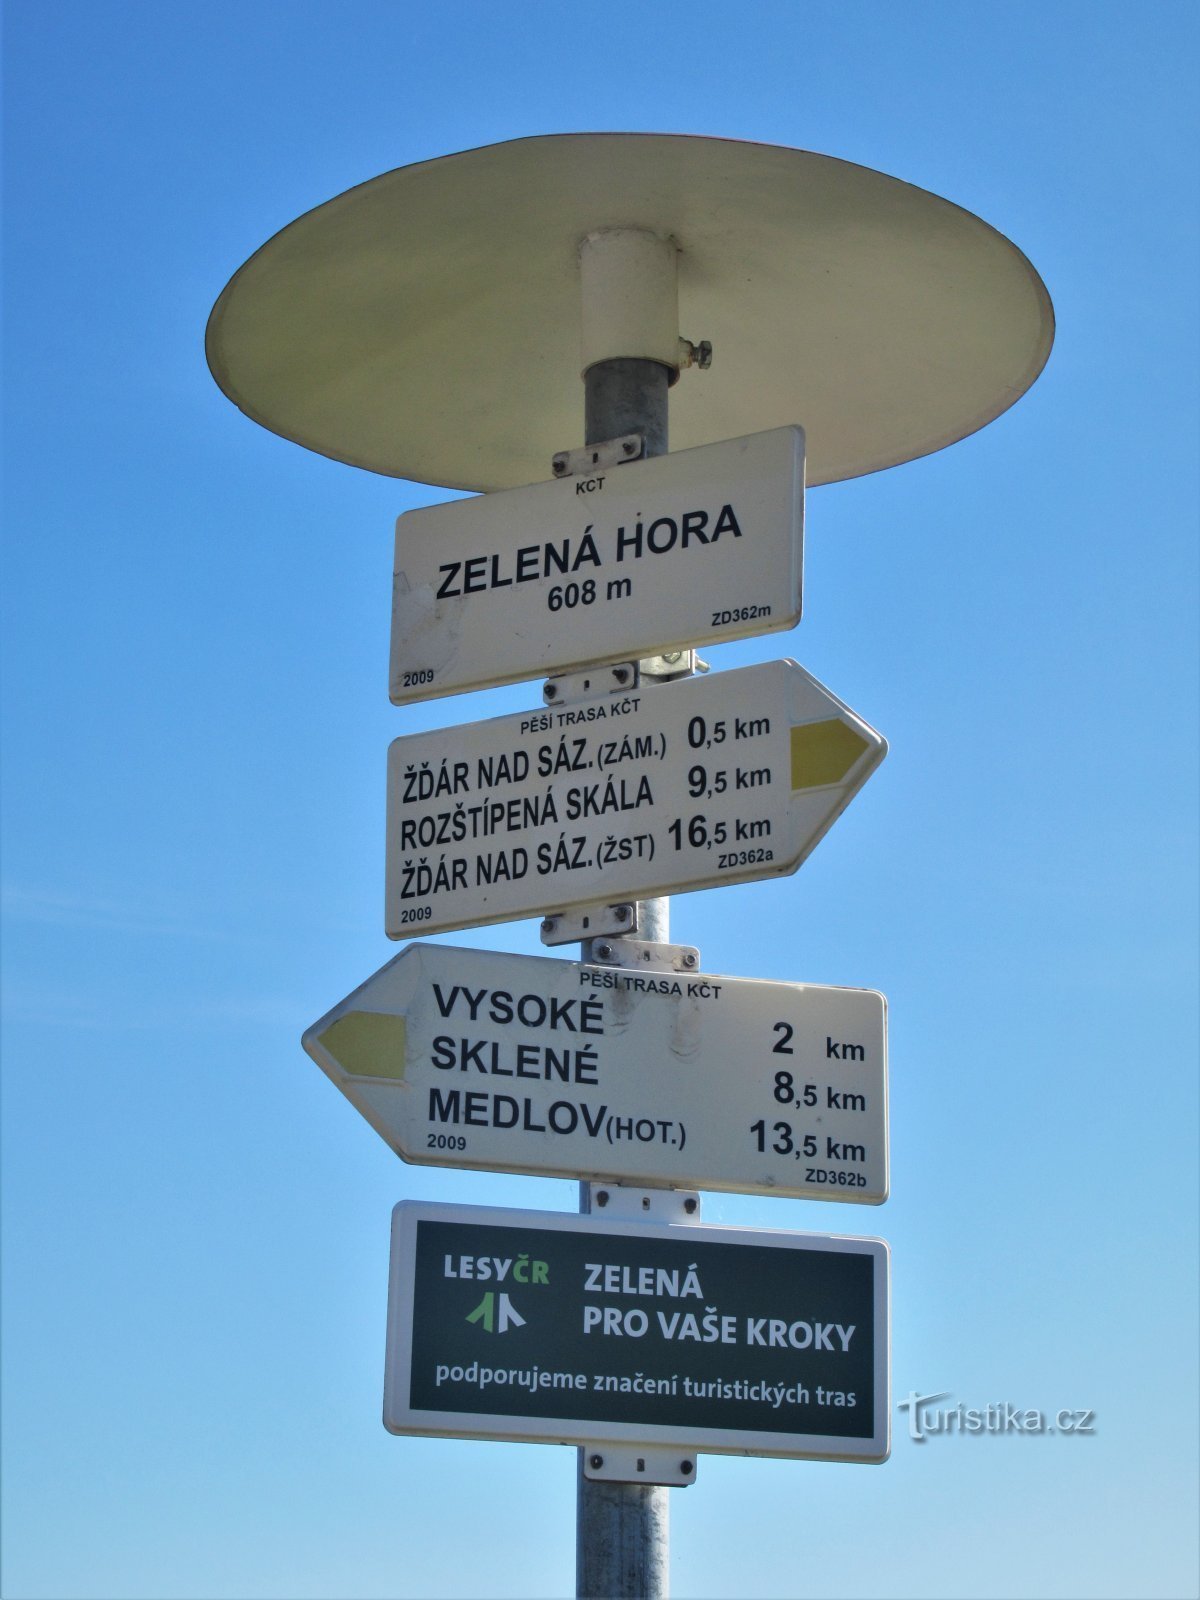 KCT
ZELENÁ HORA
608 m
ZD362m
2009
PĚŠÍ TRASA KČT
ŽĎÁR NAD SÁZ.(ZÁM.) 0,5 km
ROZŠTÍPENÁ SKÁLA 9,5 km
ŽĎÁR NAD SÁZ.(ŽST) 16,5 km
2009 ZD362a
PĚŠÍ TRASA KČT
VYSOKÉ 2 km
SKLENÉ 8,5 km
MEDLOV(HOT.) 13,5 km
2009 ZD362b
LESYČR ZELENÁ
PRO VAŠE KROKY
podporujeme značení turistických tras
Turistika.cz